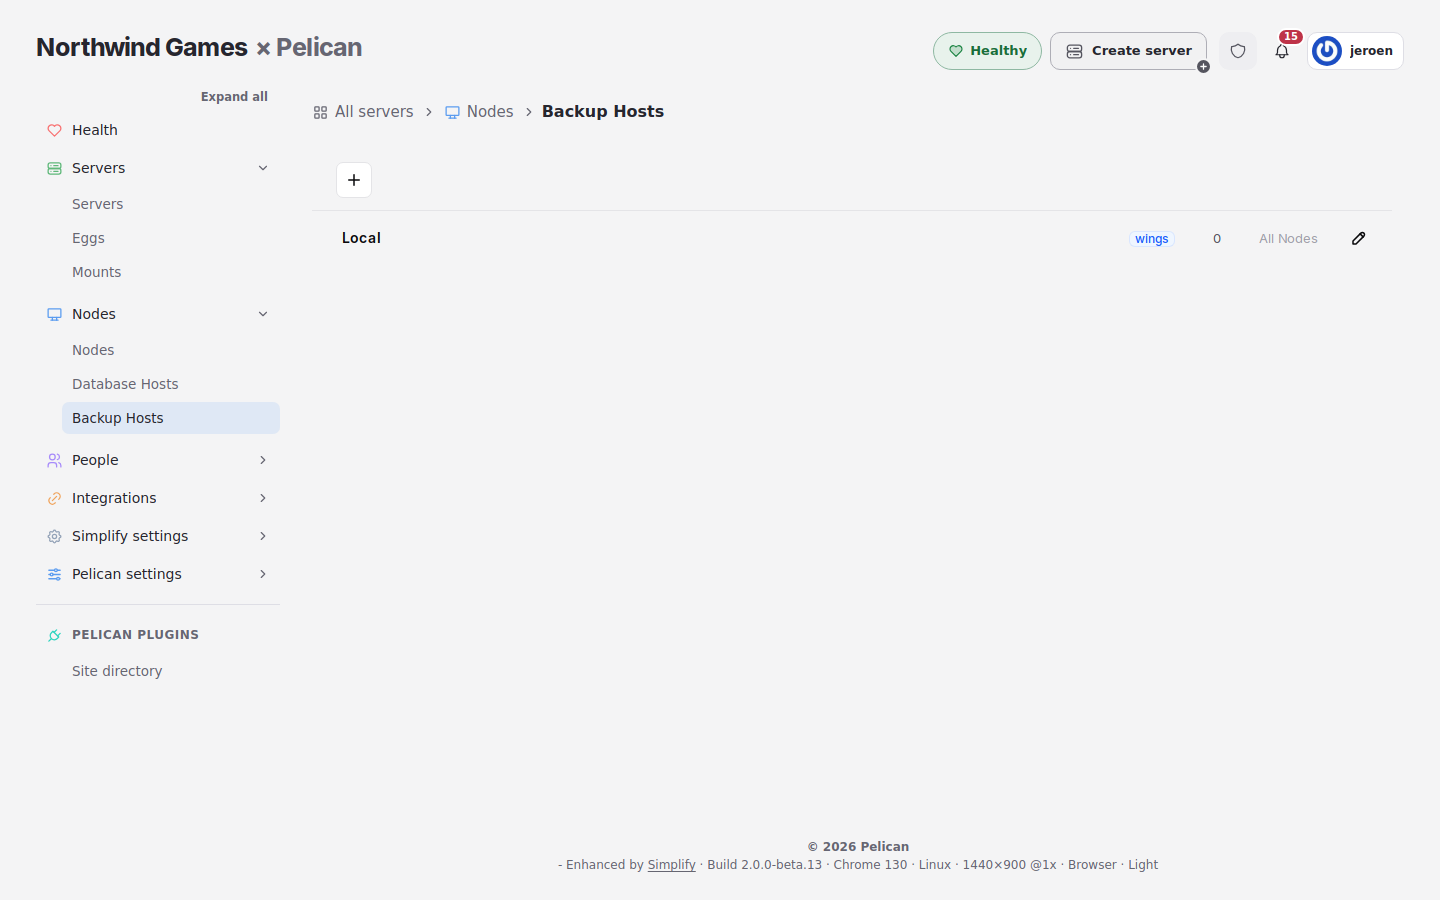 Northwind Games × Pelican
Healthy
Create server
15
jeroen
Expand all
Health
Servers
Servers
Eggs
Mounts
Nodes
Nodes
Database Hosts
Backup Hosts
People
Integrations
Simplify settings
Pelican settings
PELICAN PLUGINS
Site directory
All servers > Nodes > Backup Hosts
Local wings 0 All Nodes
© 2026 Pelican
- Enhanced by Simplify · Build 2.0.0-beta.13 · Chrome 130 · Linux · 1440×900 @1x · Browser · Light